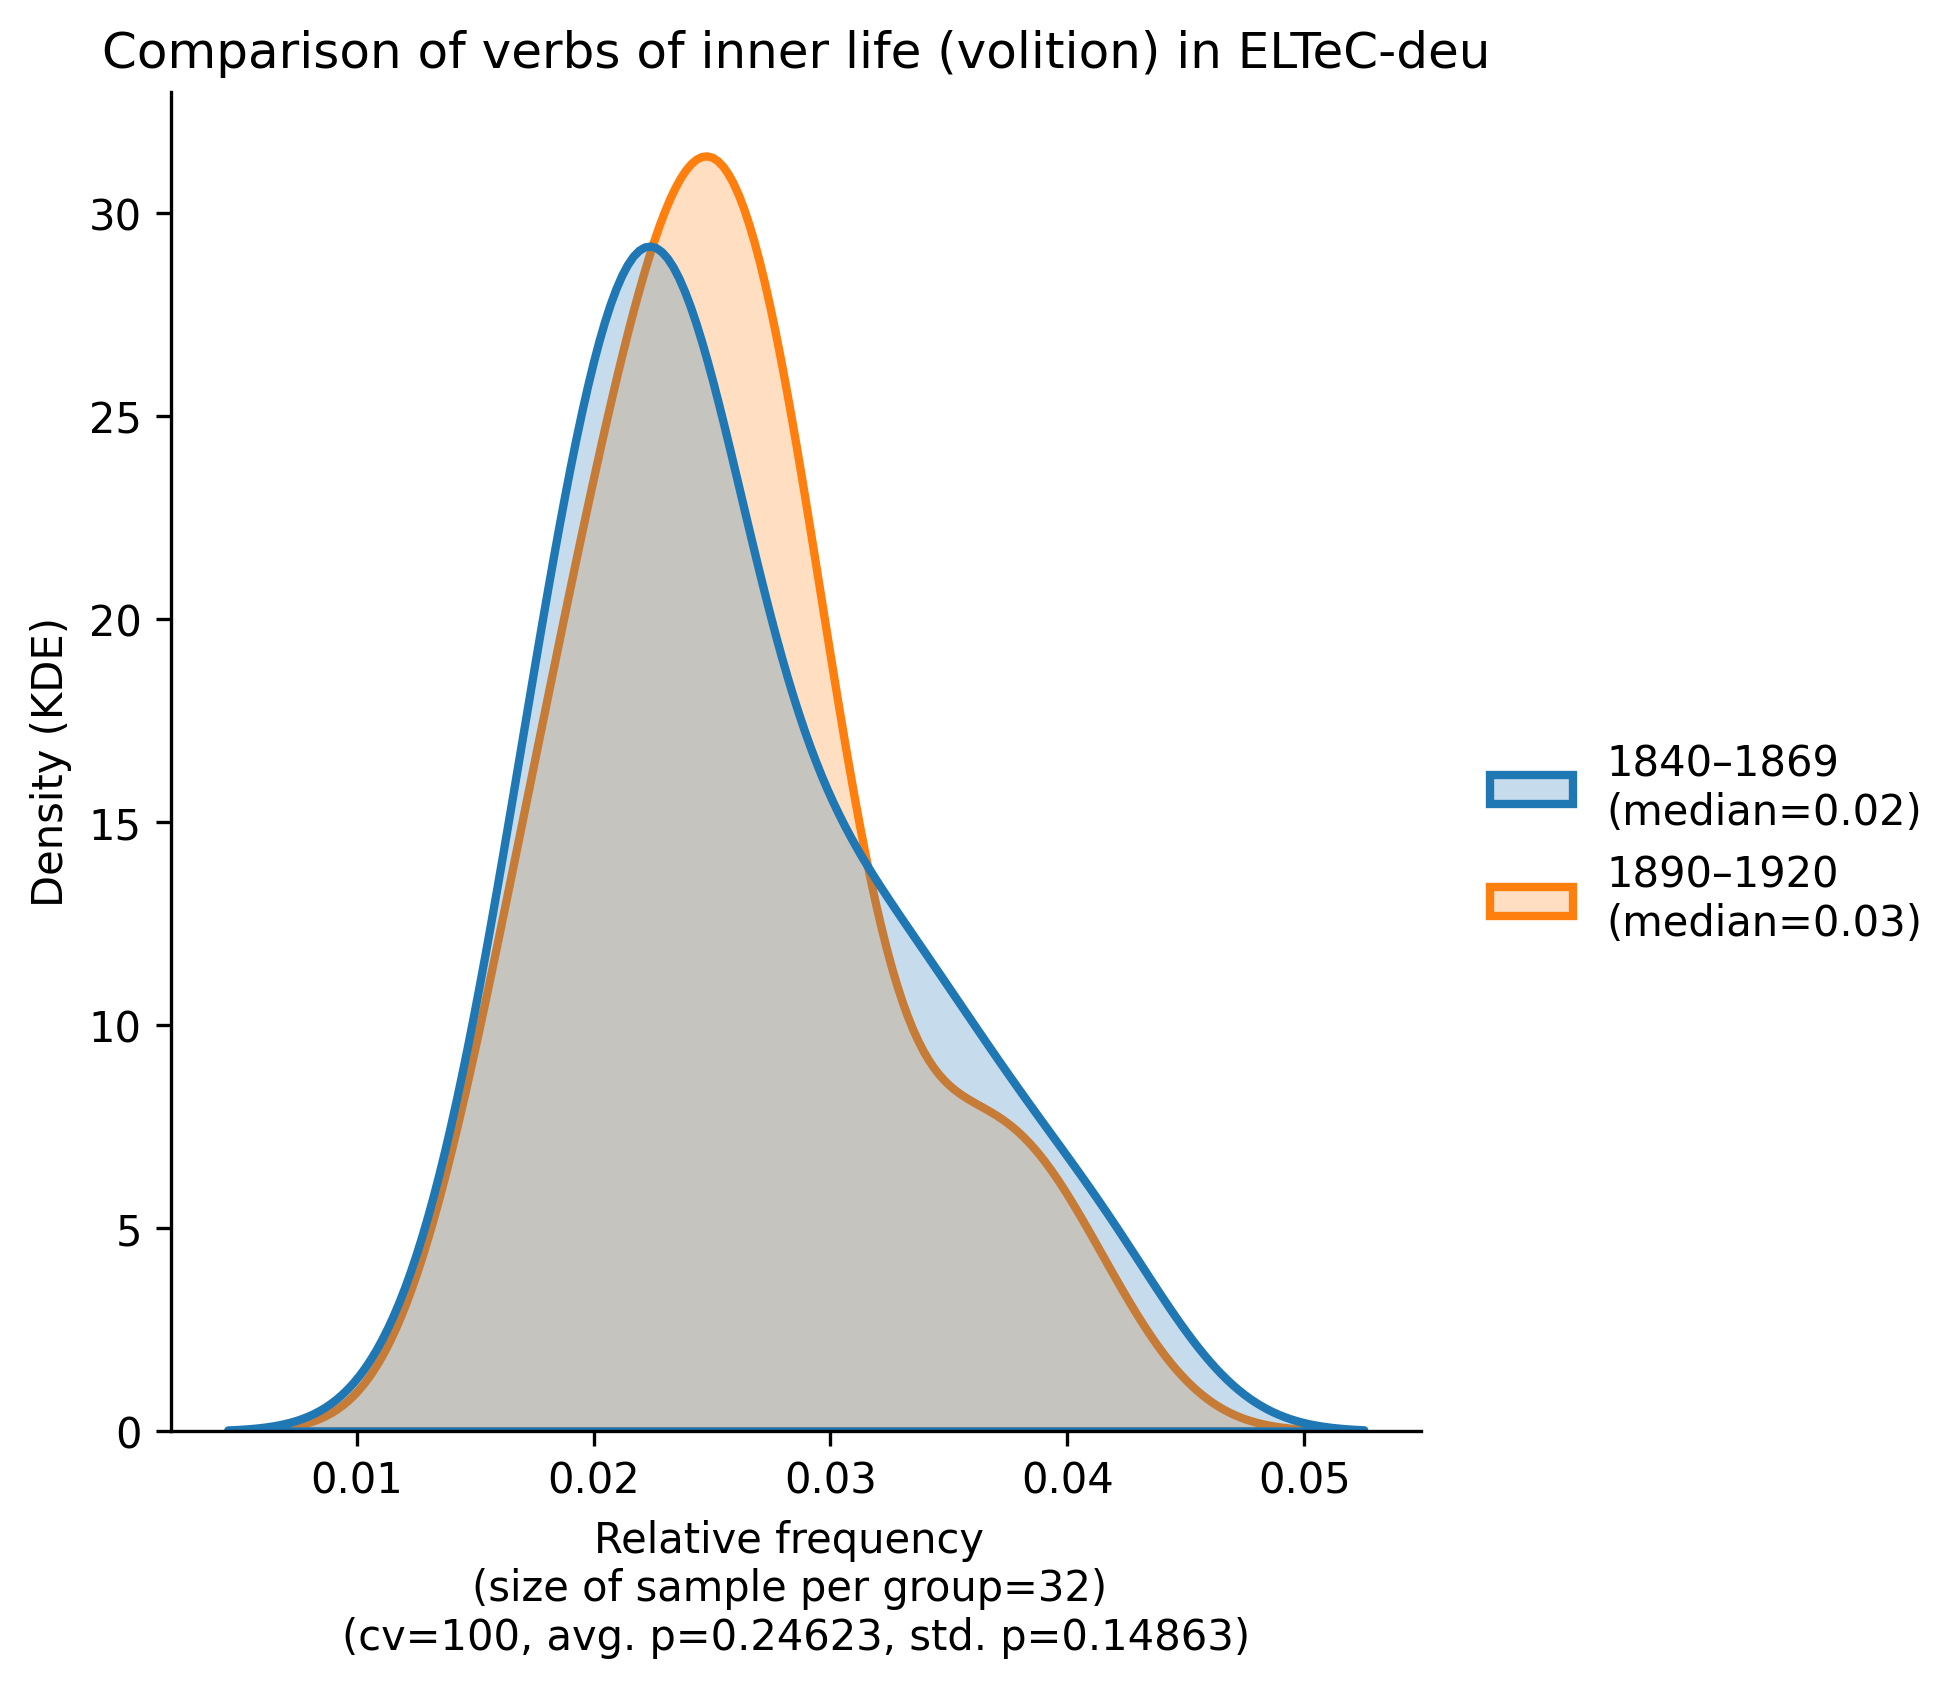 Comparison of verbs of inner life (volition) in ELTeC-deu
Density (KDE)
30
25
20
15
10
5
0
0.01 0.02 0.03 0.04 0.05
Relative frequency
(size of sample per group=32)
(cv=100, avg. p=0.24623, std. p=0.14863)
1840–1869
(median=0.02)
1890–1920
(median=0.03)